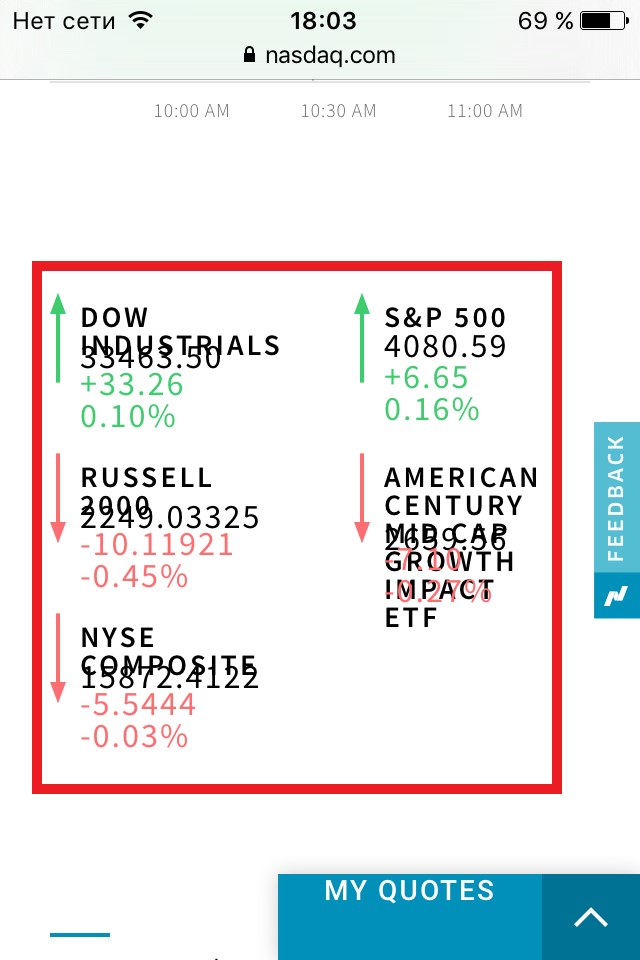 Нет сети 18:03 69 %
nasdaq.com
10:00 AM 10:30 AM 11:00 AM
DOW
INDUSTRIALS
33463.50
+33.26
0.10%
S&P 500
4080.59
+6.65
0.16%
RUSSELL
2000
2249.03325
-10.11921
-0.45%
AMERICAN
CENTURY
MID CAP
GROWTH
IMPACT
ETF
2659.56
-7.10
-0.27%
NYSE
COMPOSITE
15872.4122
-5.5444
-0.03%
FEEDBACK
MY QUOTES